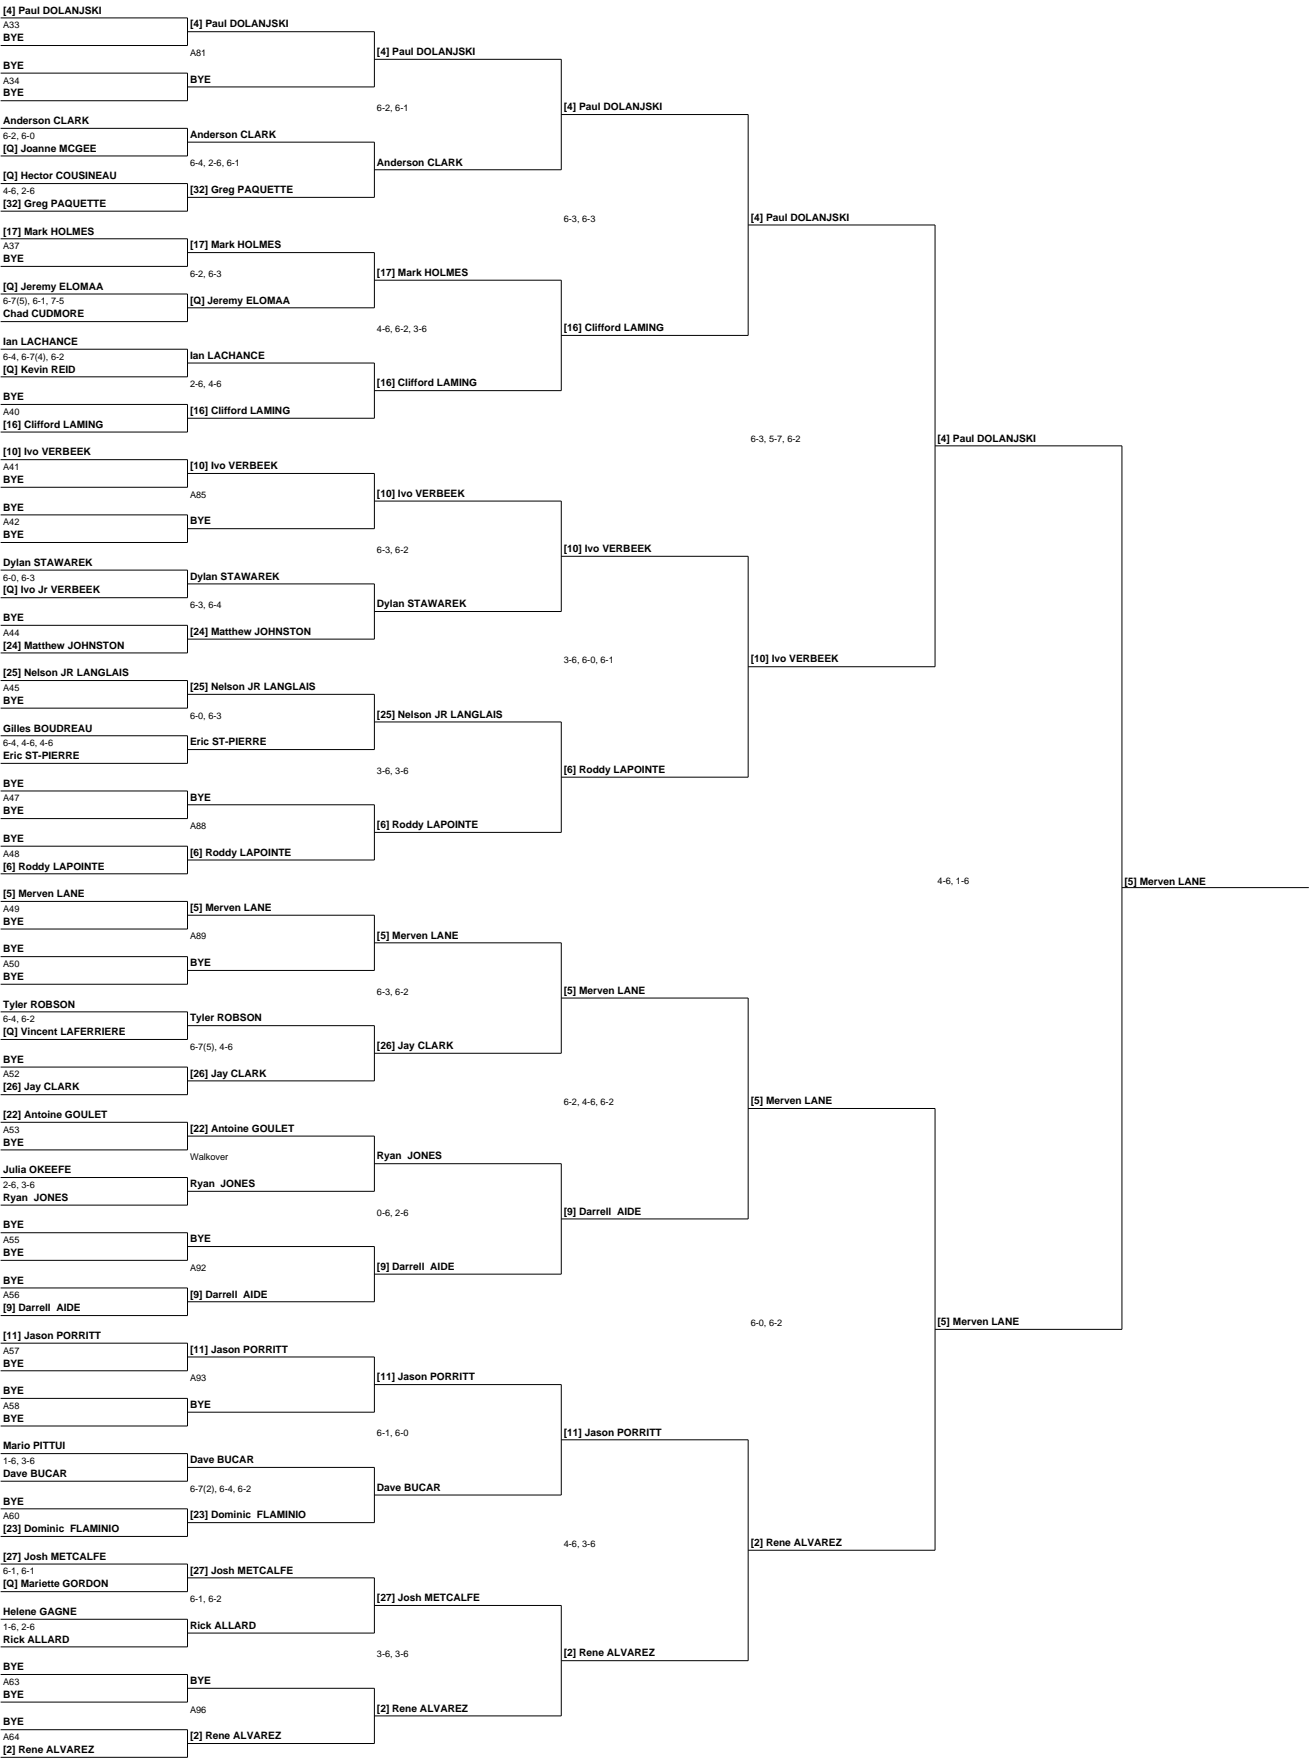 [4] Paul DOLANJSKI
A33
BYE
BYE
A34
BYE
Anderson CLARK
6-2, 6-0
[Q] Joanne MCGEE
[Q] Hector COUSINEAU
4-6, 2-6
[32] Greg PAQUETTE
[17] Mark HOLMES
A37
BYE
[Q] Jeremy ELOMAA
6-7(5), 6-1, 7-5
Chad CUDMORE
Ian LACHANCE
6-4, 6-7(4), 6-2
[Q] Kevin REID
BYE
A40
[16] Clifford LAMING
[10] Ivo VERBEEK
A41
BYE
BYE
A42
BYE
Dylan STAWAREK
6-0, 6-3
[Q] Ivo Jr VERBEEK
BYE
A44
[24] Matthew JOHNSTON
[25] Nelson JR LANGLAIS
A45
BYE
Gilles BOUDREAU
6-4, 4-6, 4-6
Eric ST-PIERRE
BYE
A47
BYE
BYE
A48
[6] Roddy LAPOINTE
[5] Merven LANE
A49
BYE
BYE
A50
BYE
Tyler ROBSON
6-4, 6-2
[Q] Vincent LAFERRIERE
BYE
A52
[26] Jay CLARK
[22] Antoine GOULET
A53
BYE
Julia OKEEFE
2-6, 3-6
Ryan JONES
BYE
A55
BYE
BYE
A56
[9] Darrell AIDE
[11] Jason PORRITT
A57
BYE
BYE
A58
BYE
Mario PITTUI
1-6, 3-6
Dave BUCAR
BYE
A60
[23] Dominic FLAMINIO
[27] Josh METCALFE
6-1, 6-1
[Q] Mariette GORDON
Helene GAGNE
1-6, 2-6
Rick ALLARD
BYE
A63
BYE
BYE
A64
[2] Rene ALVAREZ
[4] Paul DOLANJSKI
A81
BYE
Anderson CLARK
6-4, 2-6, 6-1
[32] Greg PAQUETTE
[17] Mark HOLMES
6-2, 6-3
[Q] Jeremy ELOMAA
Ian LACHANCE
2-6, 4-6
[16] Clifford LAMING
[10] Ivo VERBEEK
A85
BYE
Dylan STAWAREK
6-3, 6-4
[24] Matthew JOHNSTON
[25] Nelson JR LANGLAIS
6-0, 6-3
Eric ST-PIERRE
BYE
A88
[6] Roddy LAPOINTE
[5] Merven LANE
A89
BYE
Tyler ROBSON
6-7(5), 4-6
[26] Jay CLARK
[22] Antoine GOULET
Walkover
Ryan JONES
BYE
A92
[9] Darrell AIDE
[11] Jason PORRITT
A93
BYE
Dave BUCAR
6-7(2), 6-4, 6-2
[23] Dominic FLAMINIO
[27] Josh METCALFE
6-1, 6-2
Rick ALLARD
BYE
A96
[2] Rene ALVAREZ
[4] Paul DOLANJSKI
6-2, 6-1
Anderson CLARK
[17] Mark HOLMES
4-6, 6-2, 3-6
[16] Clifford LAMING
[10] Ivo VERBEEK
6-3, 6-2
Dylan STAWAREK
[25] Nelson JR LANGLAIS
3-6, 3-6
[6] Roddy LAPOINTE
[5] Merven LANE
6-3, 6-2
[26] Jay CLARK
Ryan JONES
0-6, 2-6
[9] Darrell AIDE
[11] Jason PORRITT
6-1, 6-0
Dave BUCAR
[27] Josh METCALFE
3-6, 3-6
[2] Rene ALVAREZ
[4] Paul DOLANJSKI
6-3, 6-3
[16] Clifford LAMING
[10] Ivo VERBEEK
3-6, 6-0, 6-1
[6] Roddy LAPOINTE
[5] Merven LANE
6-2, 4-6, 6-2
[9] Darrell AIDE
[11] Jason PORRITT
4-6, 3-6
[2] Rene ALVAREZ
[4] Paul DOLANJSKI
6-3, 5-7, 6-2
[10] Ivo VERBEEK
[5] Merven LANE
6-0, 6-2
[2] Rene ALVAREZ
[4] Paul DOLANJSKI
4-6, 1-6
[5] Merven LANE
[5] Merven LANE